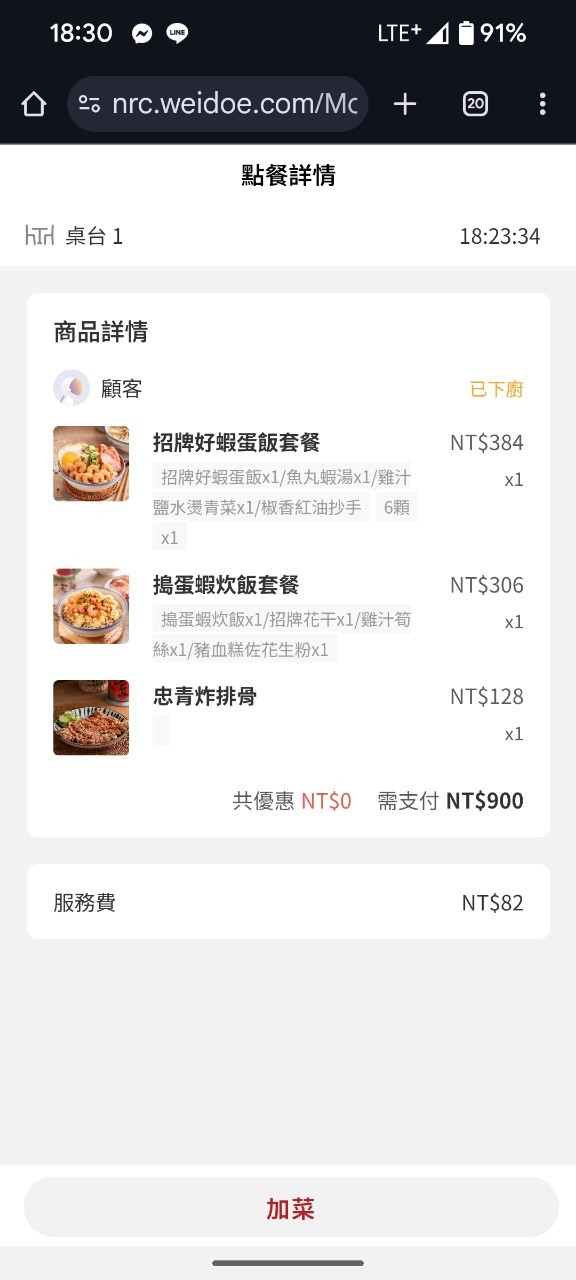 18:30 LINE LTE+ 91%
nrc.weidoe.com/Mc 20
點餐詳情
桌台 1 18:23:34
商品詳情
顧客 已下廚
招牌好蝦蛋飯套餐 NT$384
招牌好蝦蛋飯x1/魚丸蝦湯x1/雞汁 x1
鹽水燙青菜x1/椒香紅油抄手 6顆
x1
搗蛋蝦炊飯套餐 NT$306
搗蛋蝦炊飯x1/招牌花干x1/雞汁筍 x1
絲x1/豬血糕佐花生粉x1
忠青炸排骨 NT$128
x1
共優惠 NT$0 需支付 NT$900
服務費 NT$82
加菜